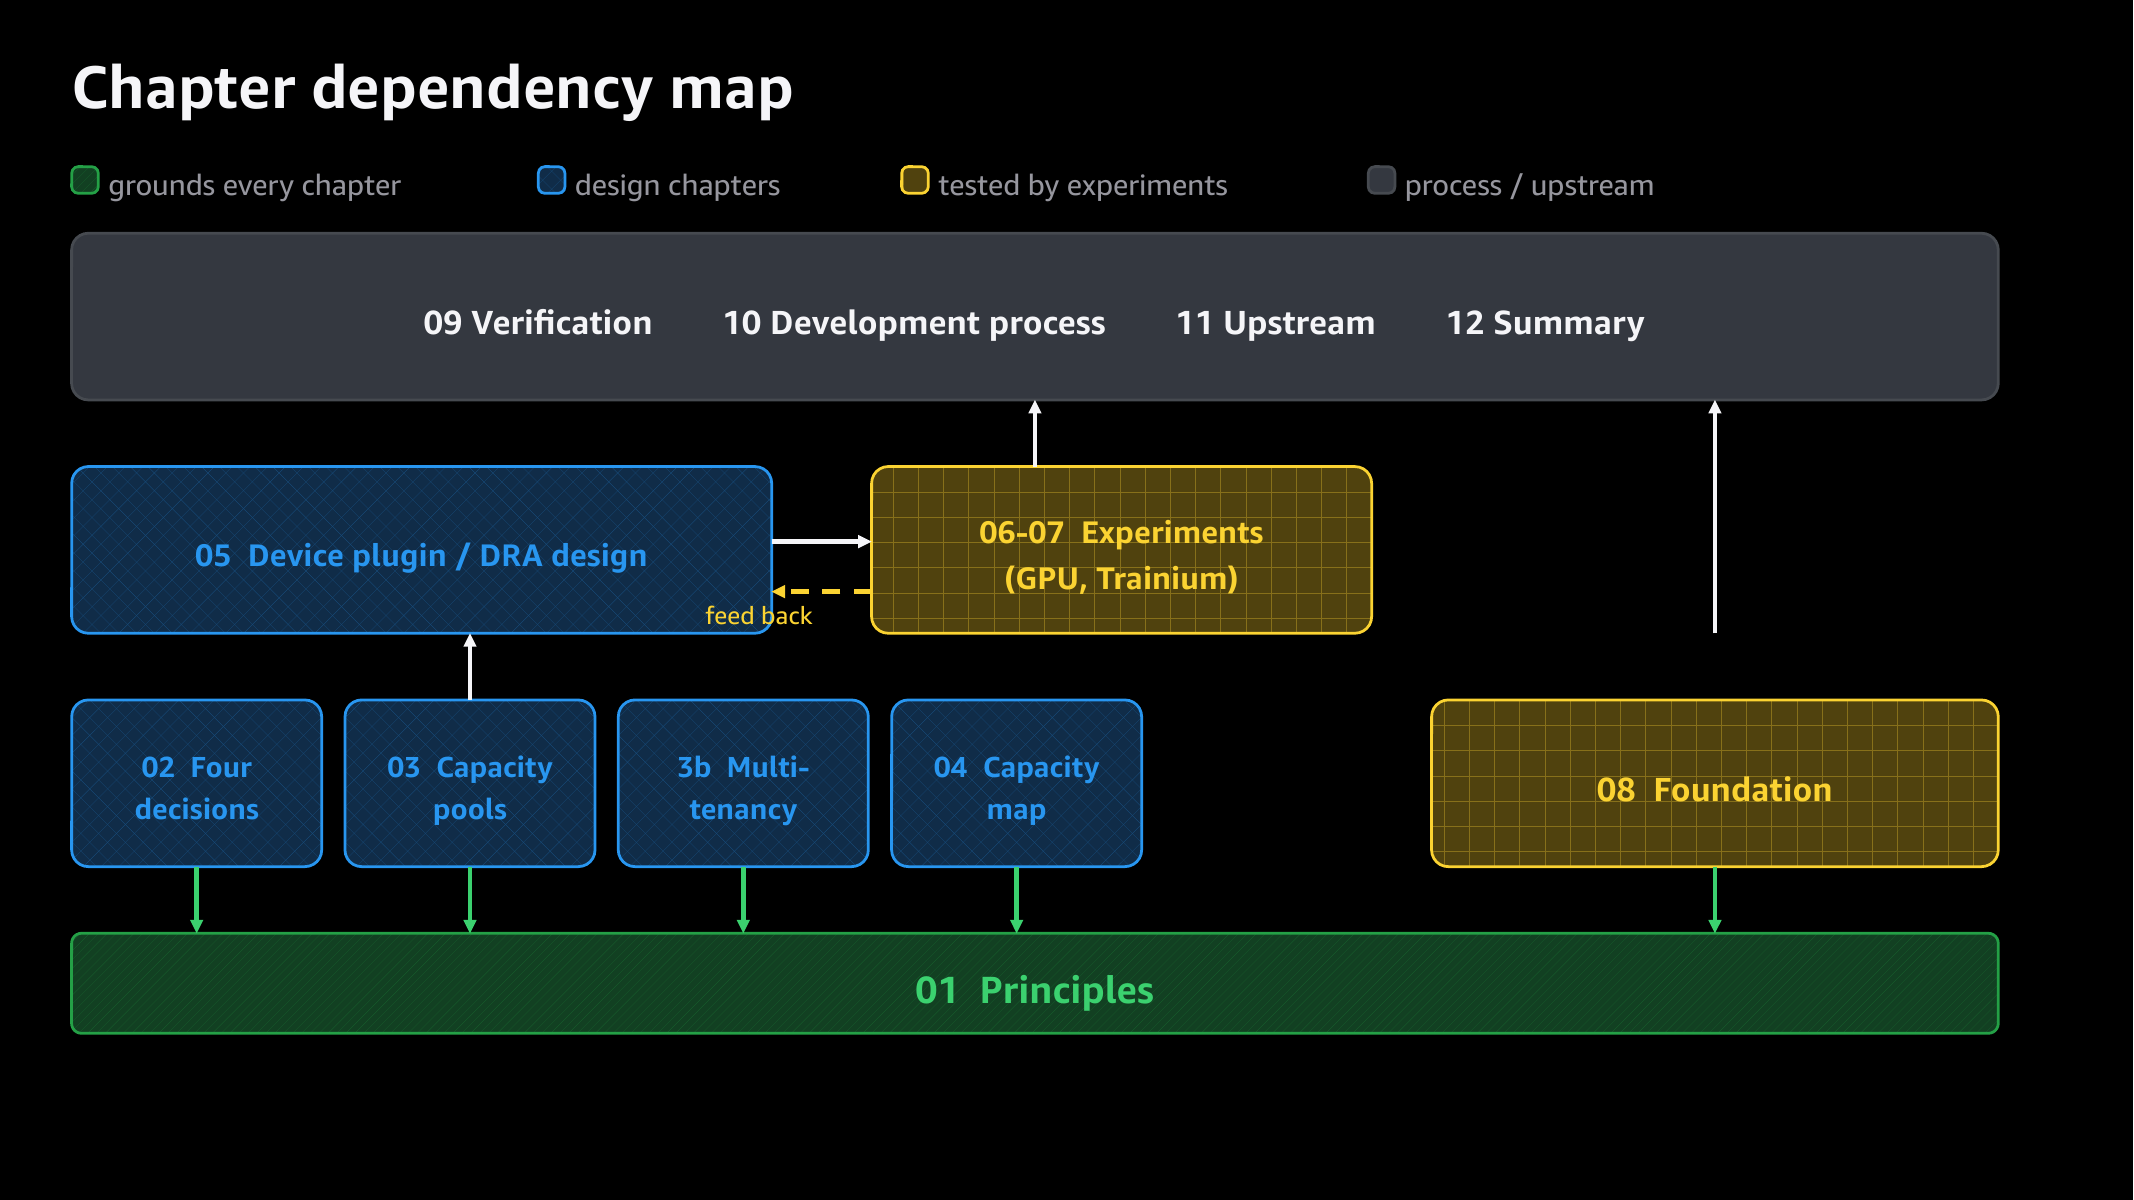 Chapter dependency map
grounds every chapter
design chapters
tested by experiments
process / upstream
09 Verification 10 Development process 11 Upstream 12 Summary
05 Device plugin / DRA design
06-07 Experiments
(GPU, Trainium)
feed back
02 Four
decisions
03 Capacity
pools
3b Multi-
tenancy
04 Capacity
map
08 Foundation
01 Principles